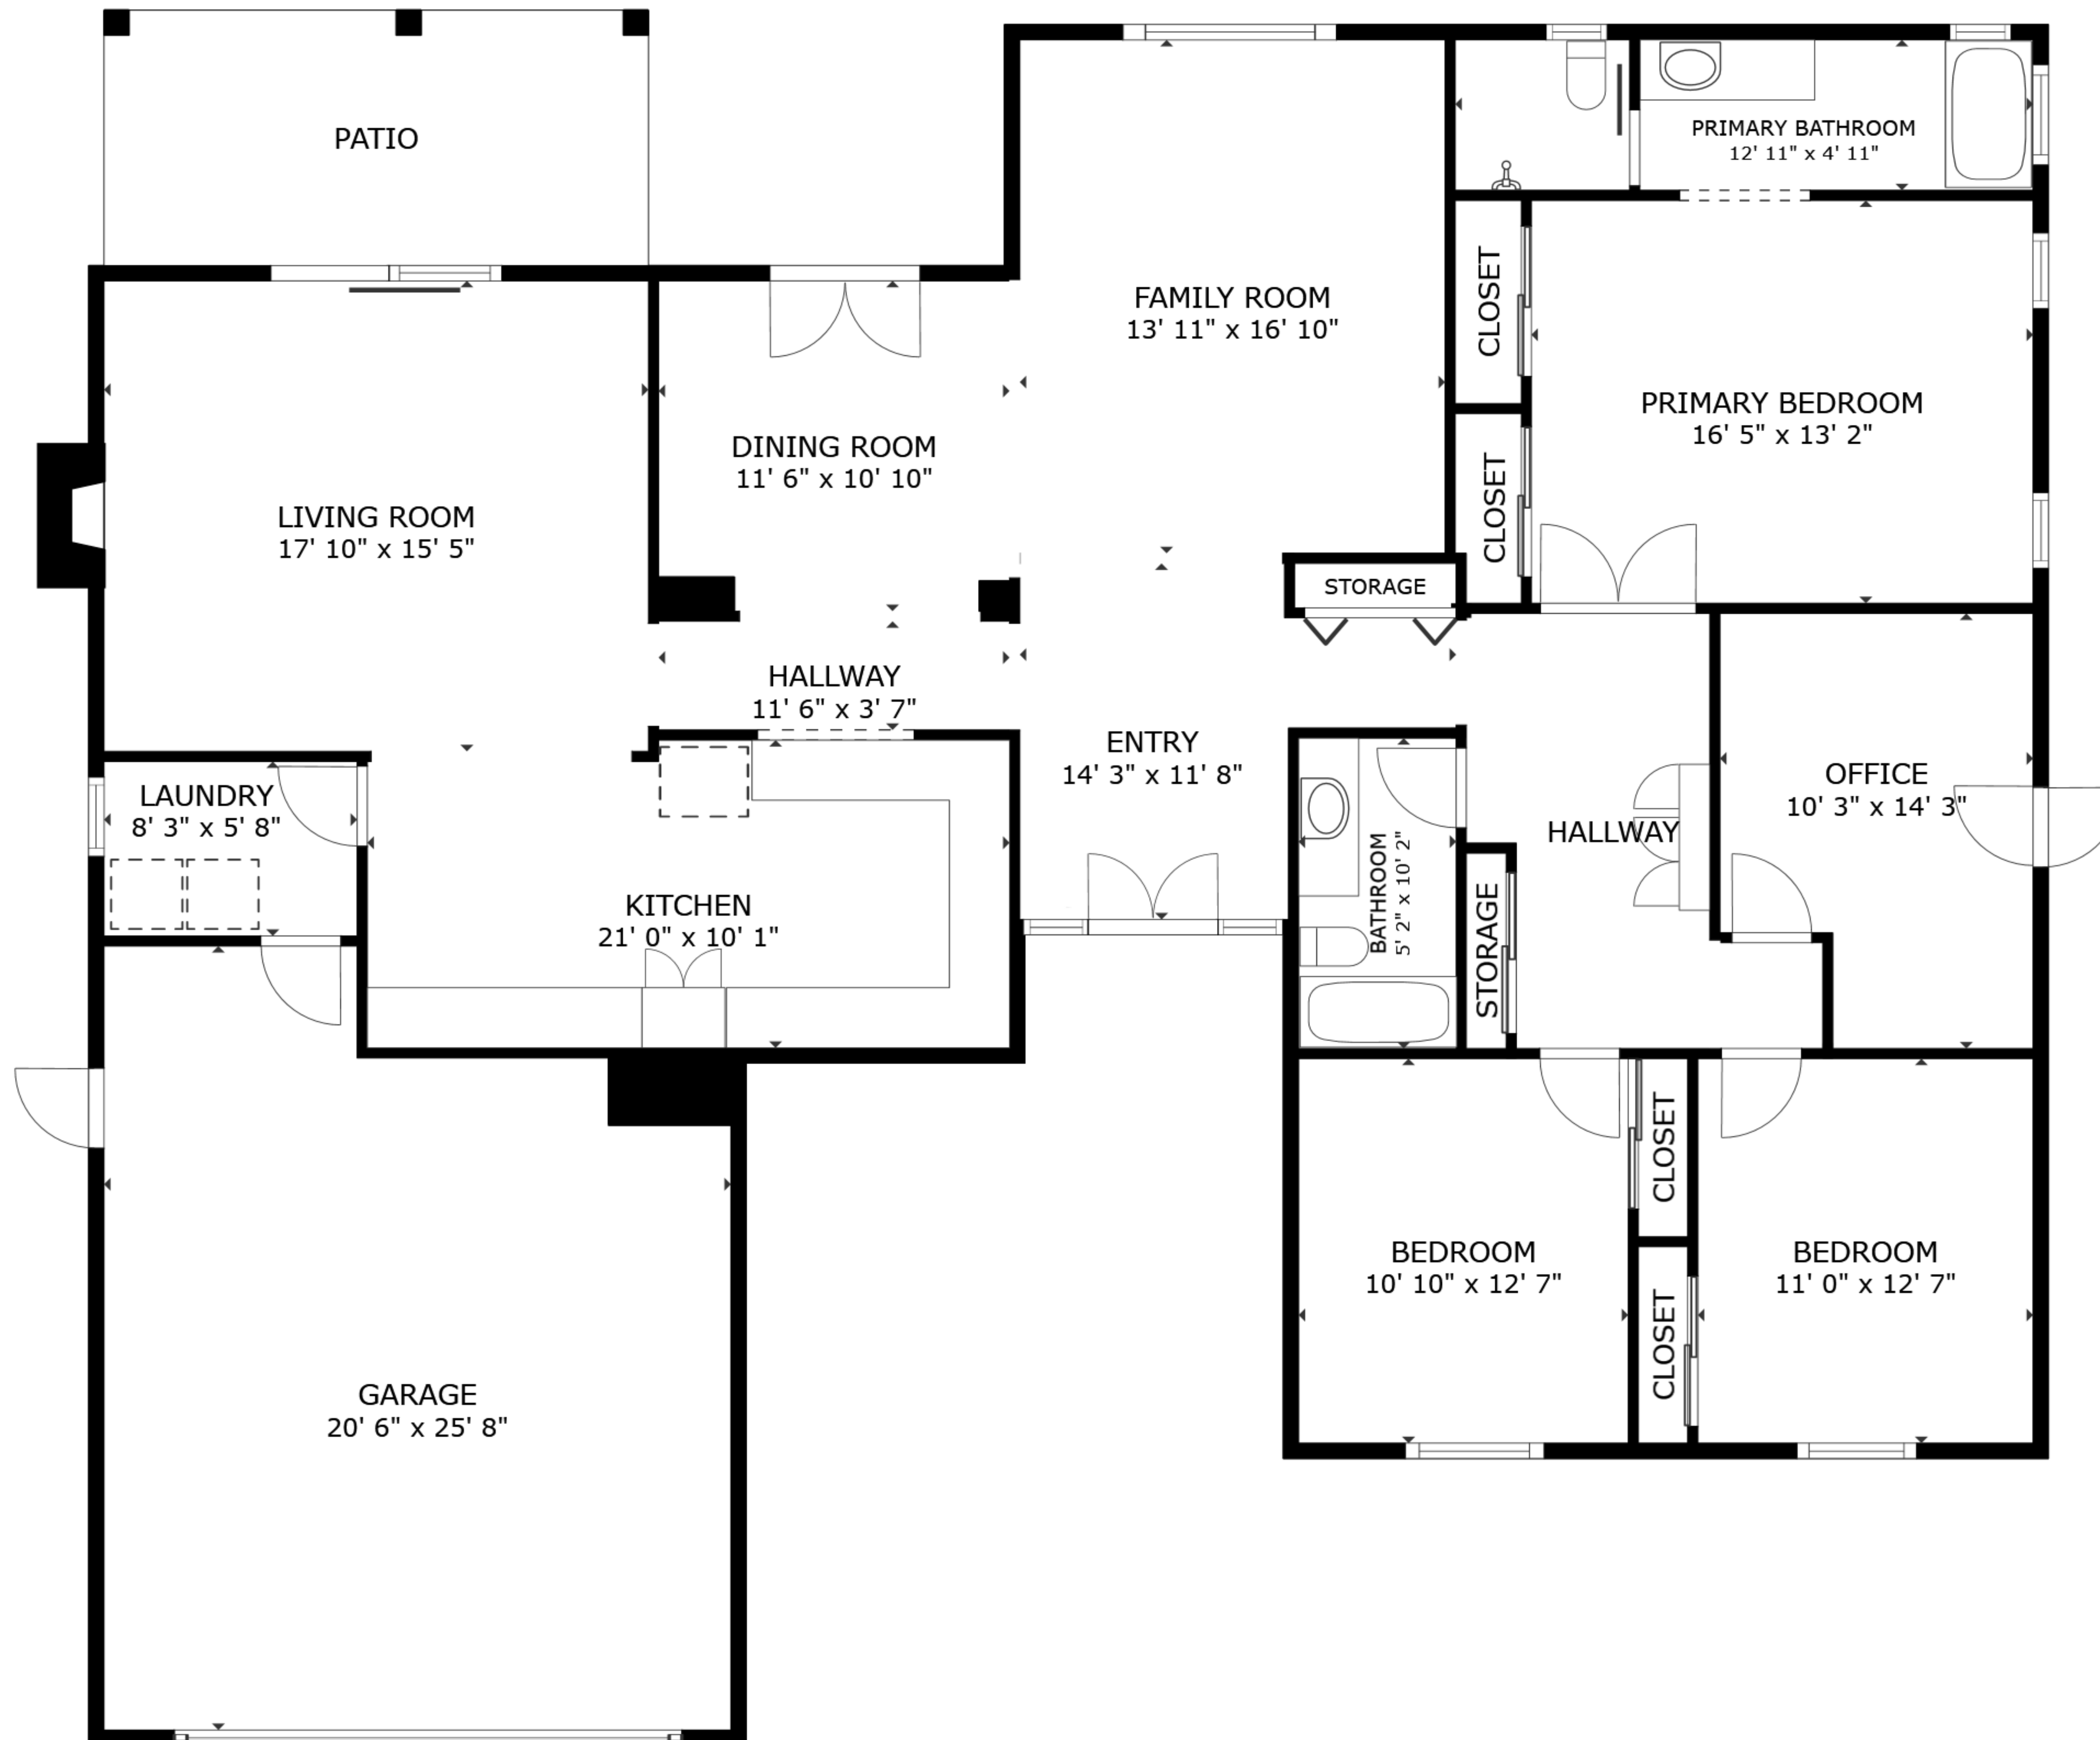 PATIO
PRIMARY BATHROOM
12' 11" x 4' 11"
CLOSET
FAMILY ROOM
13' 11" x 16' 10"
PRIMARY BEDROOM
16' 5" x 13' 2"
DINING ROOM
11' 6" x 10' 10"
CLOSET
LIVING ROOM
17' 10" x 15' 5"
STORAGE
HALLWAY
11' 6" x 3' 7"
ENTRY
14' 3" x 11' 8"
OFFICE
10' 3" x 14' 3"
LAUNDRY
8' 3" x 5' 8"
HALLWAY
BATHROOM
5' 2" x 10' 2"
KITCHEN
21' 0" x 10' 1"
STORAGE
CLOSET
BEDROOM
10' 10" x 12' 7"
BEDROOM
11' 0" x 12' 7"
CLOSET
GARAGE
20' 6" x 25' 8"